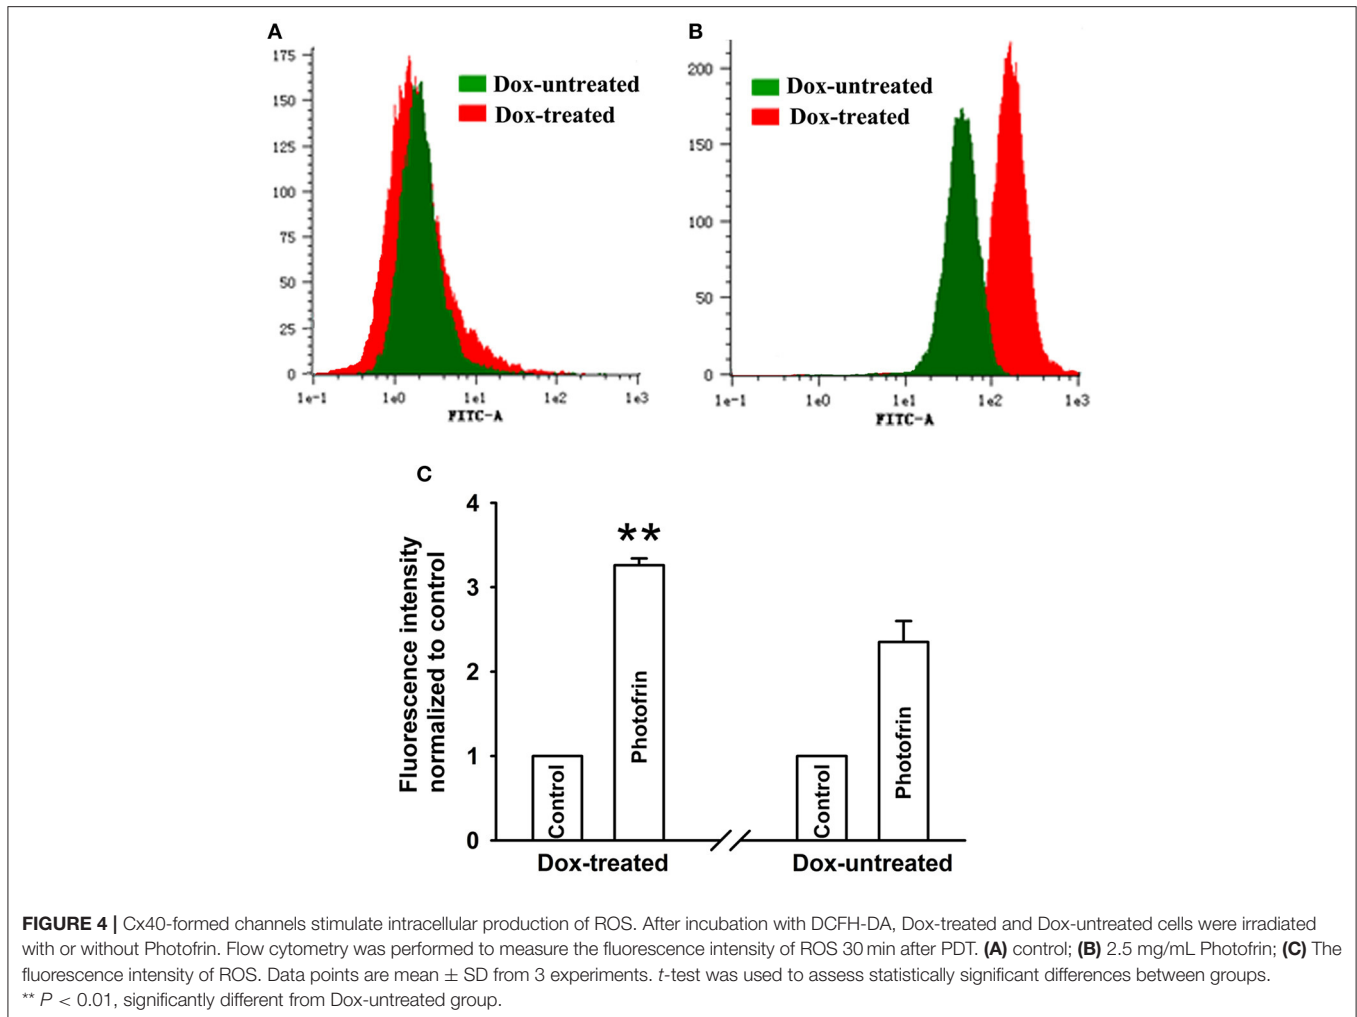 A
175
150
125
100
75
50
25
0
Dox-untreated
Dox-treated
1e-1 1e0 1e1 1e2 1e3
FITC-A
B
200
150
100
50
0
Dox-untreated
Dox-treated
1e-1 1e0 1e1 1e2 1e3
FITC-A
C
Fluorescence intensity
normalized to control
4
3
2
1
0
**
Control
Photofrin
Control
Photofrin
Dox-treated
Dox-untreated
FIGURE 4 | Cx40-formed channels stimulate intracellular production of ROS. After incubation with DCFH-DA, Dox-treated and Dox-untreated cells were irradiated
with or without Photofrin. Flow cytometry was performed to measure the fluorescence intensity of ROS 30 min after PDT. (A) control; (B) 2.5 mg/mL Photofrin; (C) The
fluorescence intensity of ROS. Data points are mean ± SD from 3 experiments. t-test was used to assess statistically significant differences between groups.
** P < 0.01, significantly different from Dox-untreated group.